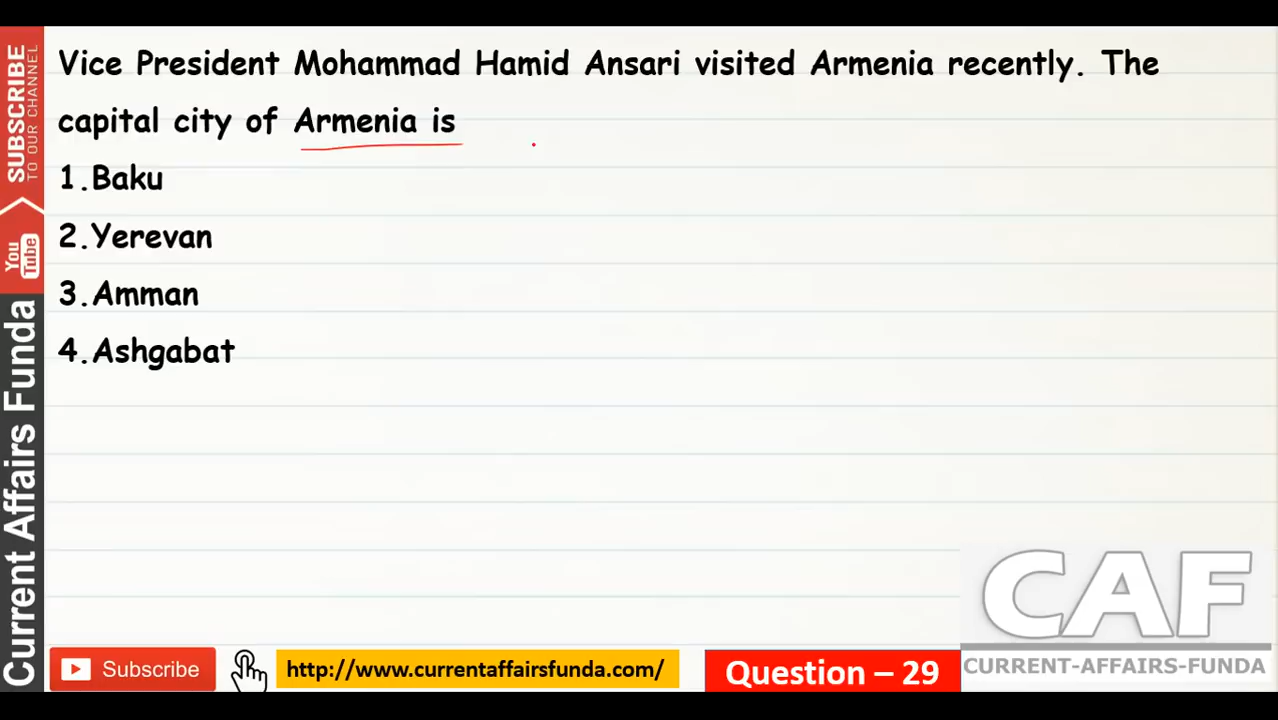 Vice President Mohammad Hamid Ansari visited Armenia recently. The
capital city of Armenia is
1.Baku
2.Yerevan
3.Amman
4.Ashgabat
SUBSCRIBE
TO OUR CHANNEL
You
Tube
Current Affairs Funda
CAF
CURRENT-AFFAIRS-FUNDA
Subscribe
http://www.currentaffairsfunda.com/
Question – 29